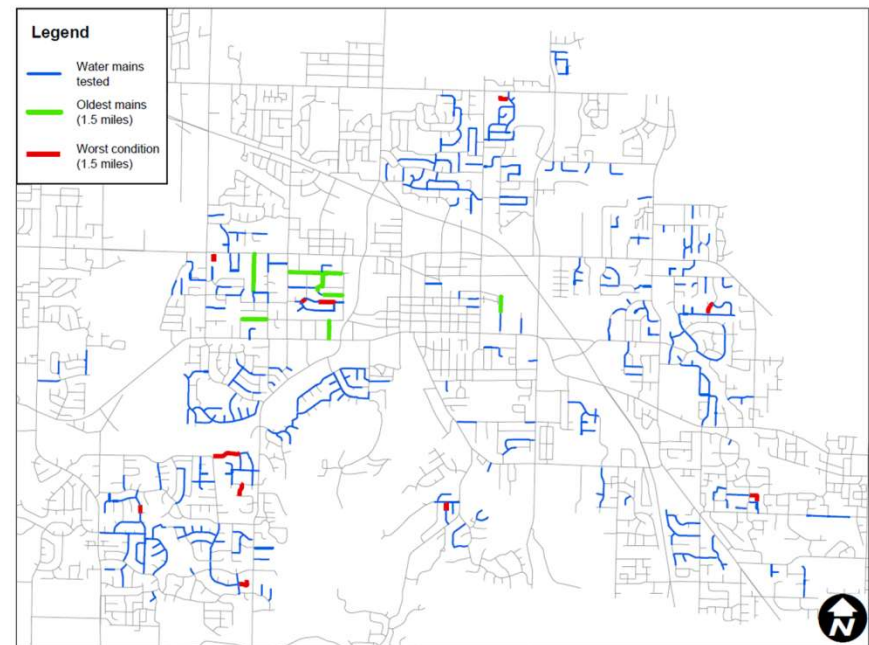 Legend
Water mains
tested
Oldest mains
(1.5 miles)
Worst condition
(1.5 miles)
N